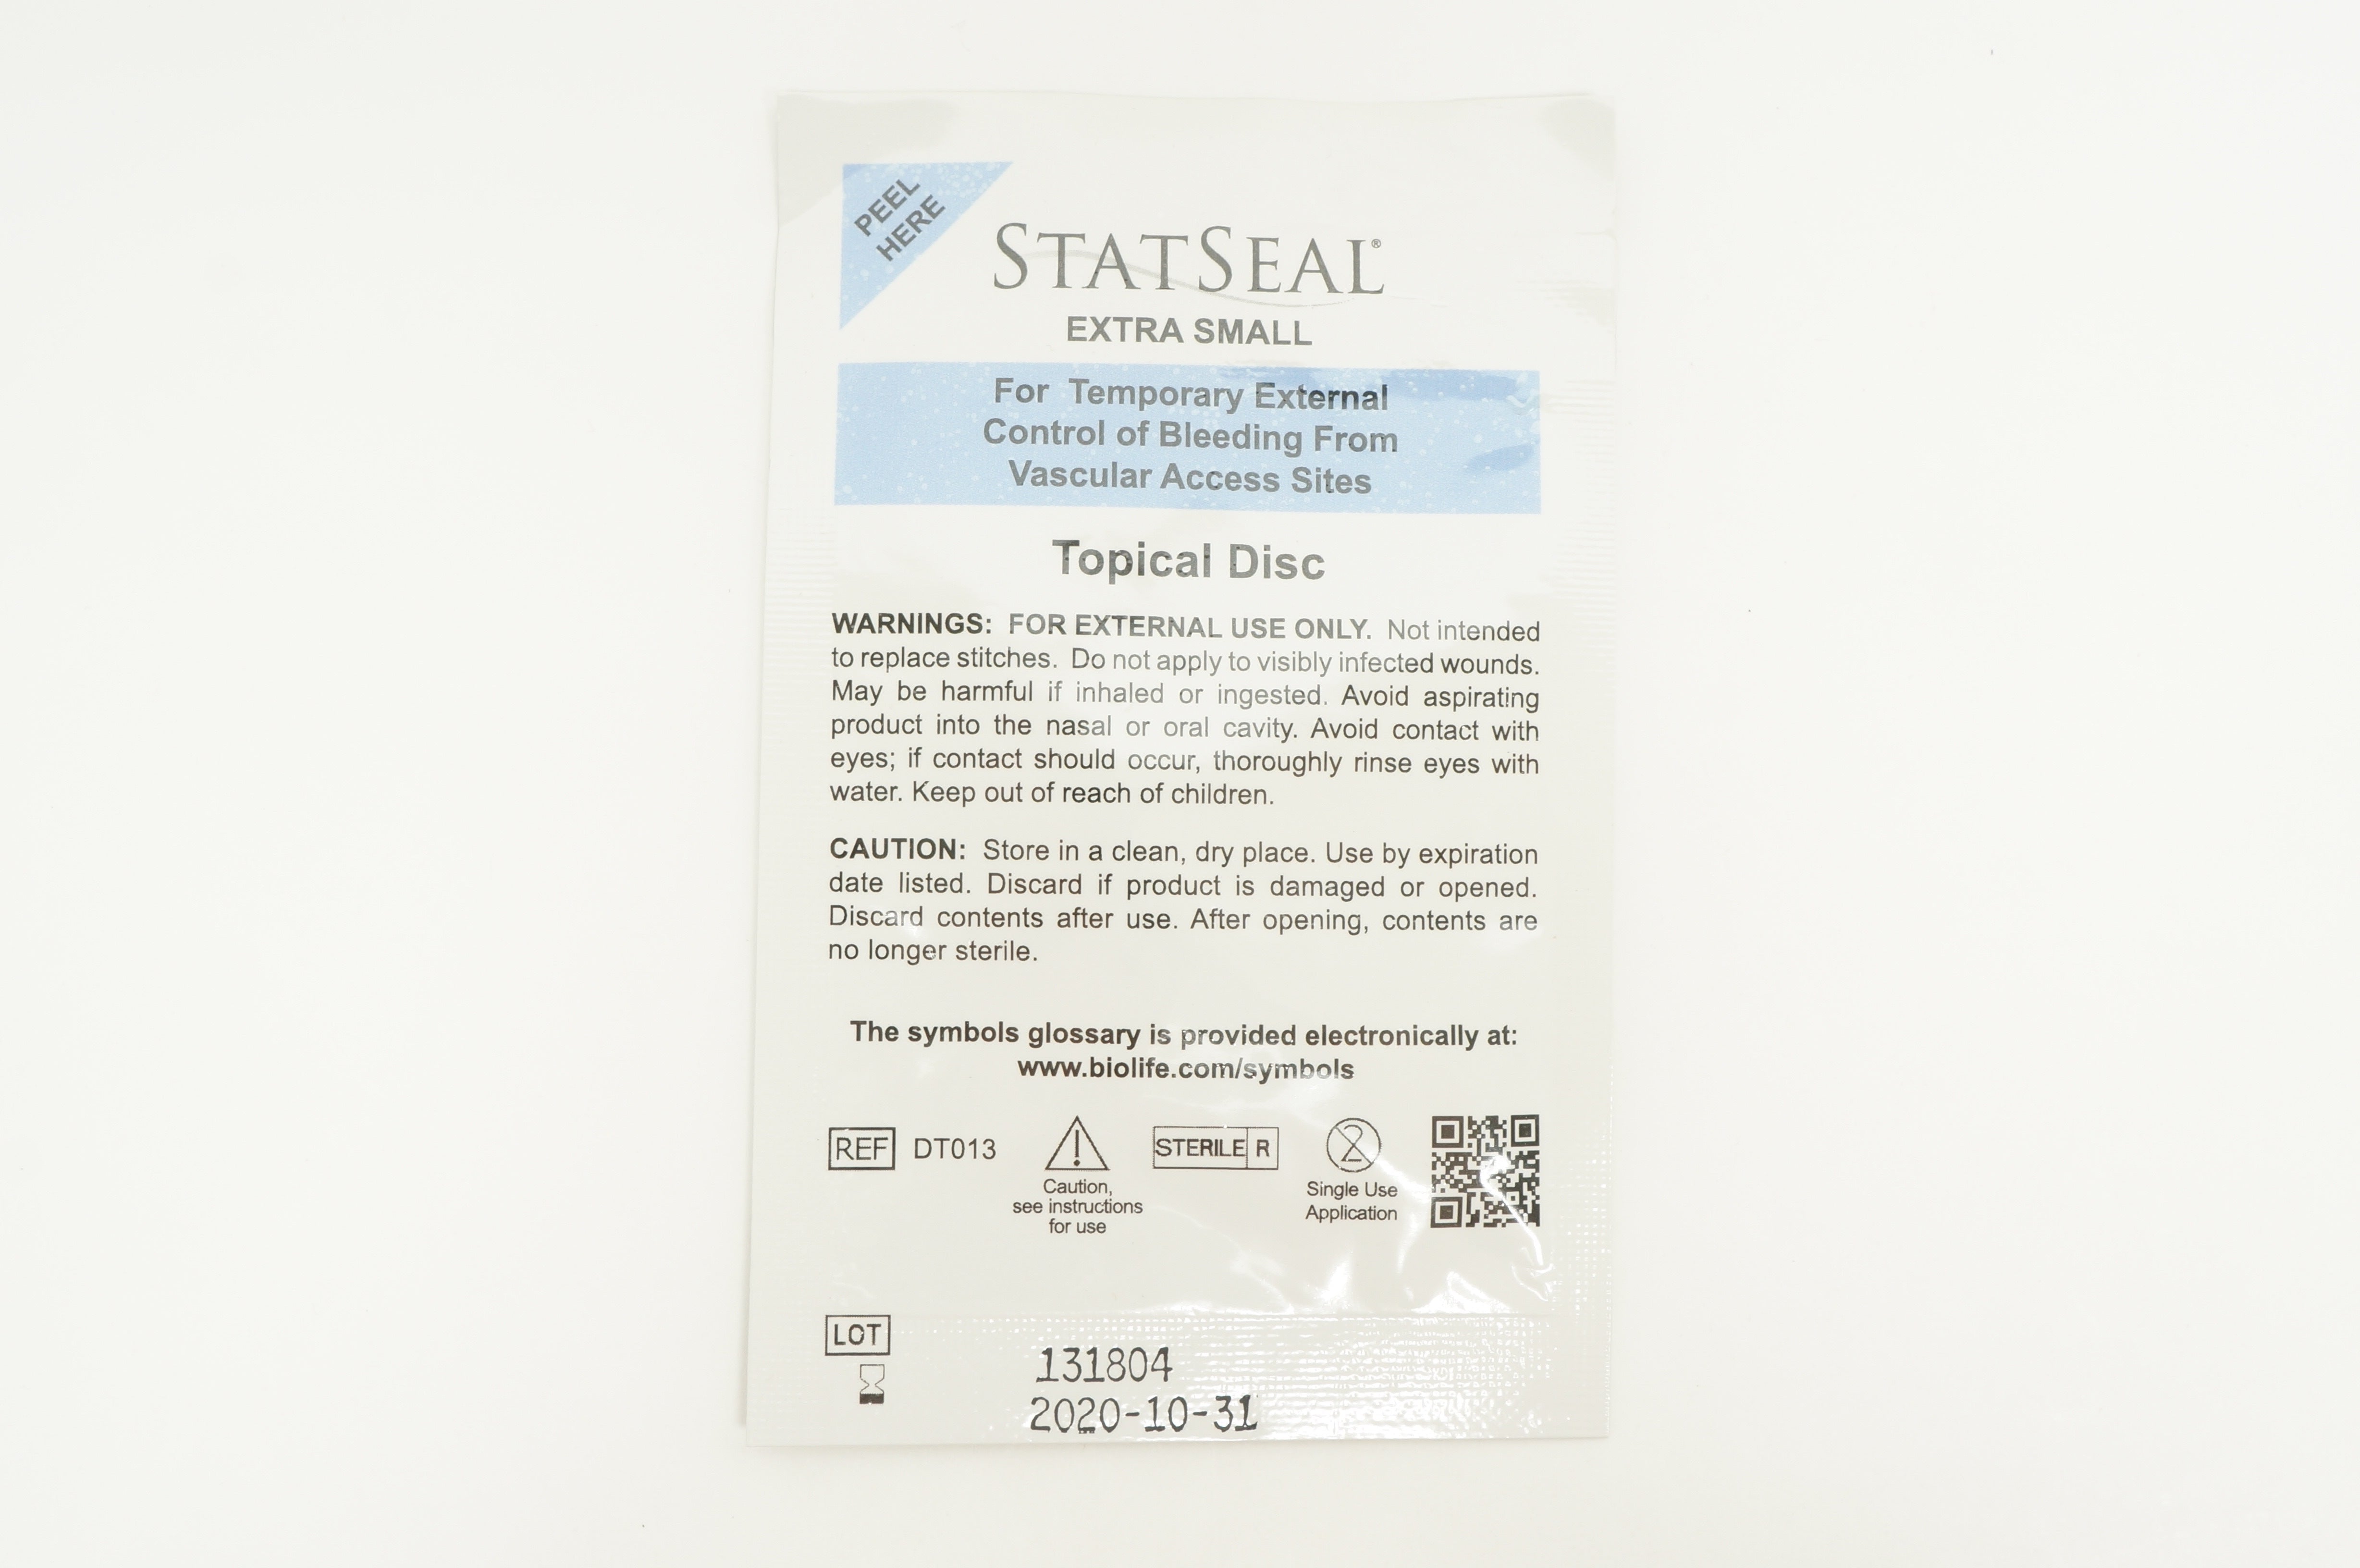 PEEL
HERE
STATSEAL®
EXTRA SMALL
For Temporary External
Control of Bleeding From
Vascular Access Sites
Topical Disc
WARNINGS: FOR EXTERNAL USE ONLY. Not intended
to replace stitches. Do not apply to visibly infected wounds.
May be harmful if inhaled or ingested. Avoid aspirating
product into the nasal or oral cavity. Avoid contact with
eyes; if contact should occur, thoroughly rinse eyes with
water. Keep out of reach of children.
CAUTION: Store in a clean, dry place. Use by expiration
date listed. Discard if product is damaged or opened.
Discard contents after use. After opening, contents are
no longer sterile.
The symbols glossary is provided electronically at:
www.biolife.com/symbols
REF DT013
Caution,
see instructions
for use
STERILE R
2
Single Use
Application
LOT
131804
2020-10-31